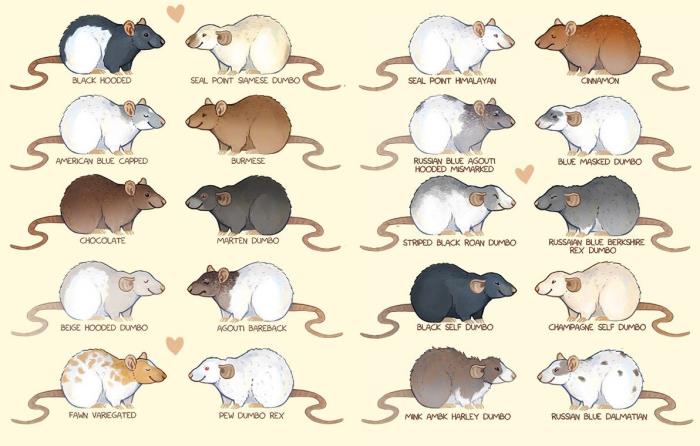 BLACK HOODED
SEAL POINT SIAMESE DUMBO
SEAL POINT HIMALAYAN
CINNAMON
AMERICAN BLUE CAPPED
BURMESE
RUSSIAN BLUE AGOUTI
HOODED MISMARKED
BLUE MASKED DUMBO
CHOCOLATE
MARTEN DUMBO
STRIPED BLACK ROAN DUMBO
RUSSAIAN BLUE BERKSHIRE
REX DUMBO
BEIGE HOODED DUMBO
AGOUTI BAREBACK
BLACK SELF DUMBO
CHAMPAGNE SELF DUMBO
FAWN VARIEGATED
PEW DUMBO REX
MINK AMBK HARLEY DUMBO
RUSSIAN BLUE DALMATIAN